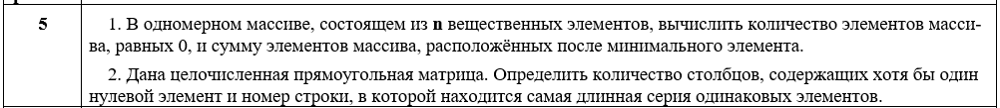 5
1. В одномерном массиве, состоящем из n вещественных элементов, вычислить количество элементов масси-
ва, равных 0, и сумму элементов массива, расположённых после минимального элемента.
2. Дана целочисленная прямоугольная матрица. Определить количество столбцов, содержащих хотя бы один
нулевой элемент и номер строки, в которой находится самая длинная серия одинаковых элементов.